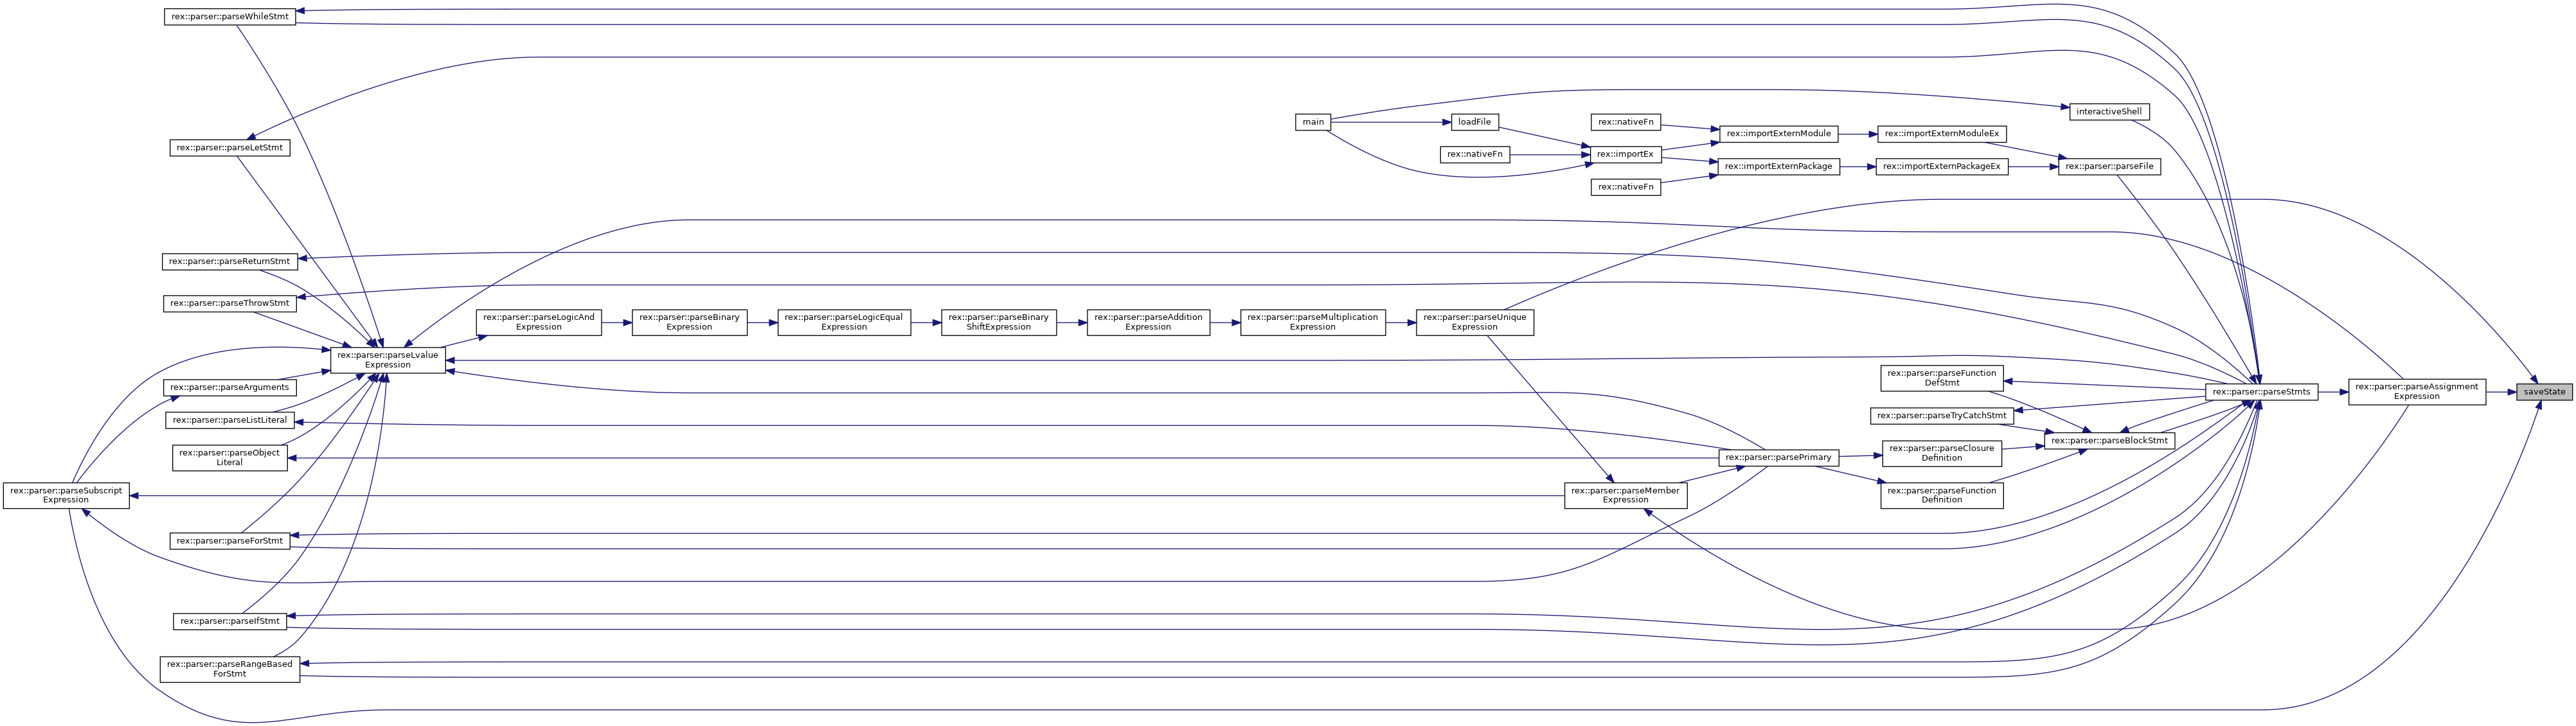 rex::parser::parseWhileStmt
interactiveShell
main
loadFile
rex::nativeFn
rex::importExternModule
rex::importExternModuleEx
rex::parser::parseLetStmt
rex::nativeFn
rex::importEx
rex::importExternPackage
rex::importExternPackageEx
rex::parser::parseFile
rex::nativeFn
rex::parser::parseReturnStmt
rex::parser::parseThrowStmt
rex::parser::parseLogicAnd
Expression
rex::parser::parseBinary
Expression
rex::parser::parseLogicEqual
Expression
rex::parser::parseBinary
ShiftExpression
rex::parser::parseAddition
Expression
rex::parser::parseMultiplication
Expression
rex::parser::parseUnique
Expression
rex::parser::parseLvalue
Expression
rex::parser::parseFunction
DefStmt
rex::parser::parseArguments
rex::parser::parseStmts
rex::parser::parseAssignment
Expression
saveState
rex::parser::parseListLiteral
rex::parser::parseTryCatchStmt
rex::parser::parseBlockStmt
rex::parser::parseObject
Literal
rex::parser::parsePrimary
rex::parser::parseClosure
Definition
rex::parser::parseSubscript
Expression
rex::parser::parseMember
Expression
rex::parser::parseFunction
Definition
rex::parser::parseForStmt
rex::parser::parseIfStmt
rex::parser::parseRangeBased
ForStmt